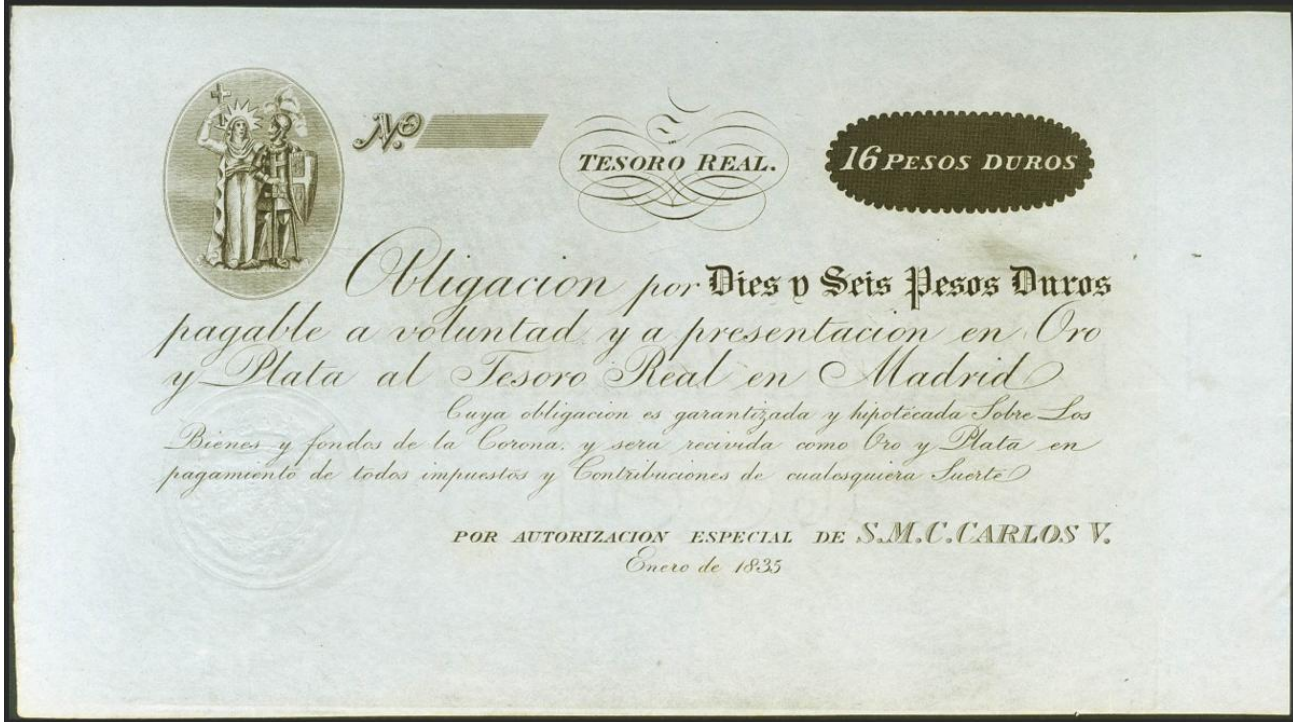 No.
TESORO REAL.
16 PESOS DUROS
Obligacion por Dies y Seis Pesos Duros
pagable a voluntad y a presentacion en Oro
y Plata al Tesoro Real en Madrid
Cuya obligacion es garantizada y hipotecada Sobre Los
Bienes y fondos de la Corona, y sera recivida como Oro y Plata en
pagamiento de todos impuestos y Contribuciones de cualesquiera Suerte
POR AUTORIZACION ESPECIAL DE S.M.C. CARLOS V.
Enero de 1835